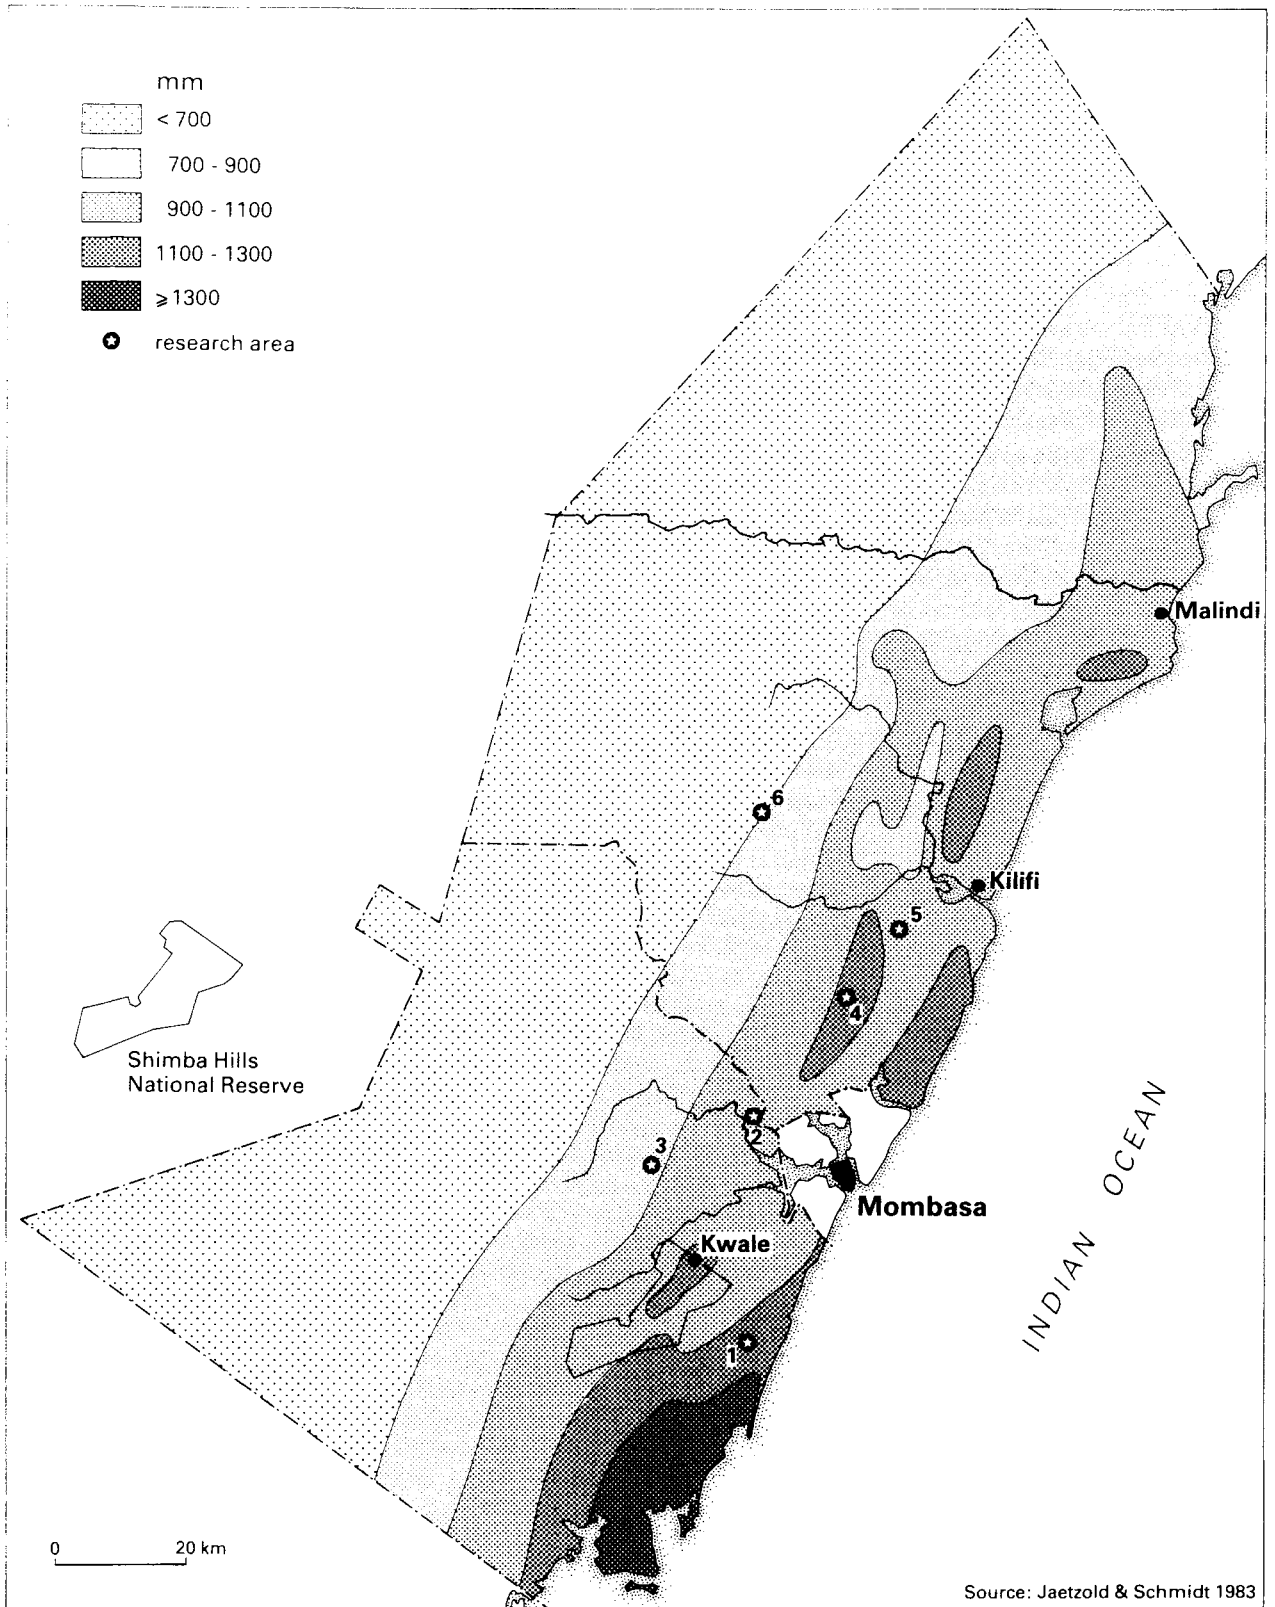 mm
< 700
700 - 900
900 - 1100
1100 - 1300
⩾1300
research area
Malindi
6
Kilifi
5
4
Shimba Hills
National Reserve
2
3
Mombasa
Kwale
1
INDIAN OCEAN
0 20 km
Source: Jaetzold & Schmidt 1983